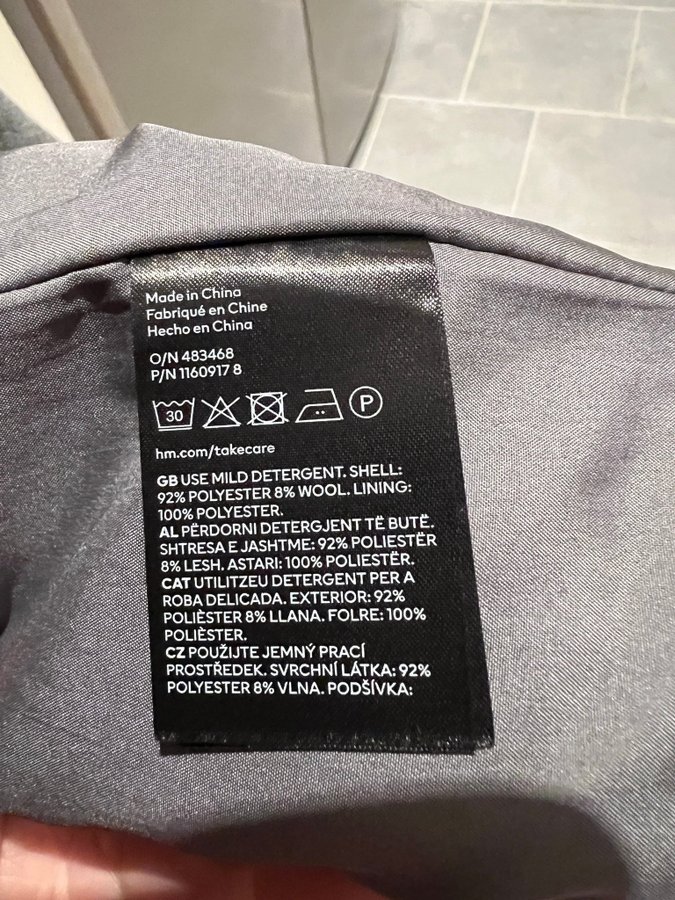 Made in China
Fabriqué en Chine
Hecho en China
O/N 483468
P/N 1160917 8
30 P
hm.com/takecare
GB USE MILD DETERGENT. SHELL:
92% POLYESTER 8% WOOL. LINING:
100% POLYESTER.
AL PËRDORNI DETERGJENT TË BUTË.
SHTRESA E JASHTME: 92% POLIESTËR
8% LESH. ASTARI: 100% POLIESTËR.
CAT UTILITZEU DETERGENT PER A
ROBA DELICADA. EXTERIOR: 92%
POLIÈSTER 8% LLANA. FOLRE: 100%
POLIÈSTER.
CZ POUŽIJTE JEMNÝ PRACÍ
PROSTŘEDEK. SVRCHNÍ LÁTKA: 92%
POLYESTER 8% VLNA. PODŠÍVKA: